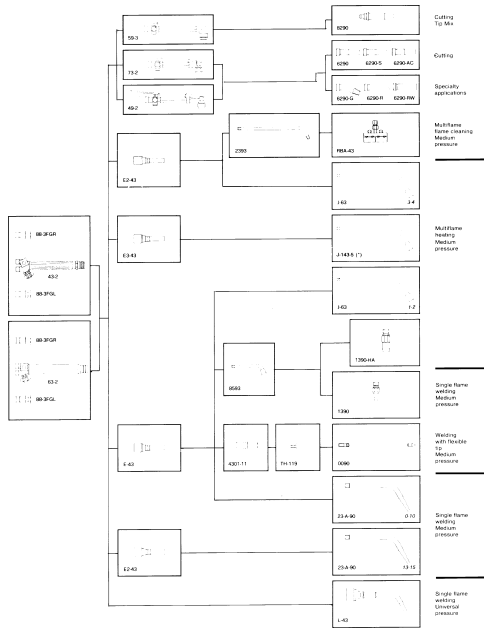 59-3
6290
Cutting
Tip Mix
73-2
6290
6290-S
6290-AC
Cutting
49-2
6290-G
6290-R
6290-RW
Specialty
applications
E2-43
2393
RBA-43
Multiflame
flame cleaning
Medium
pressure
J-63
3-4
88-3FGR
43-2
88-3FGL
E3-43
J-143-5 (*)
Multiflame
heating
Medium
pressure
I-63
1-2
88-3FGR
63-2
88-3FGL
8593
1390-HA
1390
Single flame
welding
Medium
pressure
E-43
4301-11
TH-119
0090
Welding
with flexible
tip
Medium
pressure
23-A-90
0-10
Single flame
welding
Medium
pressure
E2-43
23-A-90
13-15
L-43
Single flame
welding
Universal
pressure